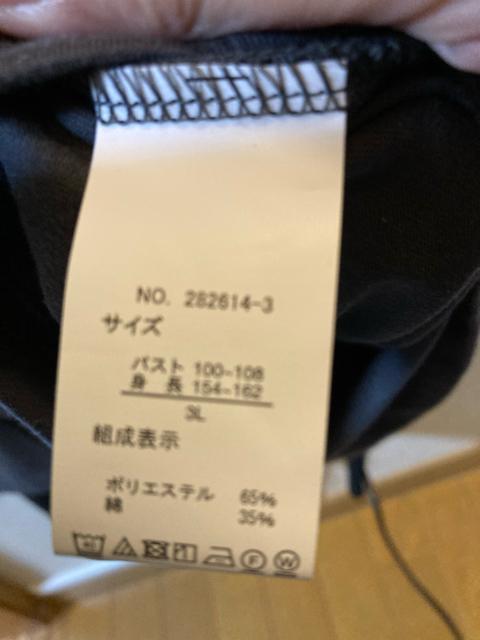 NO. 282614-3
サイズ
バスト 100-108
身 長 154-162
3L
組成表示
ポリエステル 65%
綿 35%
F W